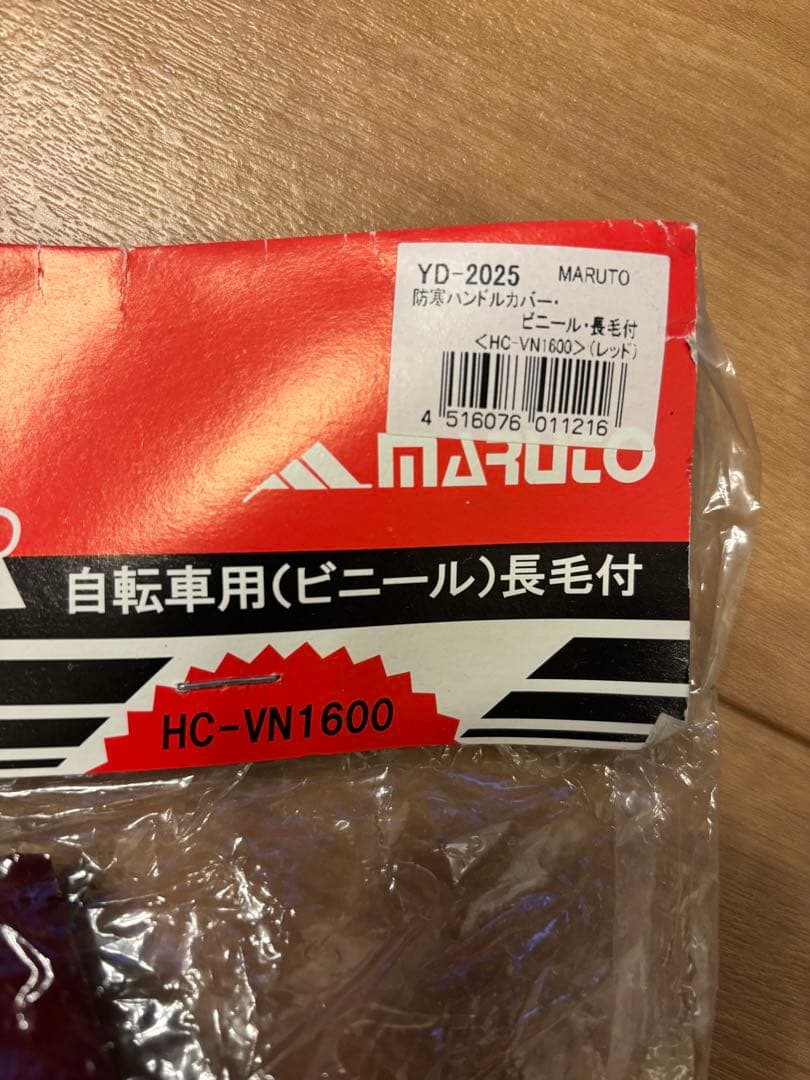 YD-2025 MARUTO
防寒ハンドルカバー・
ビニール・長毛付
<HC-VN1600>(レッド)
4 516076 011216
MARUTO
自転車用(ビニール)長毛付
HC-VN1600